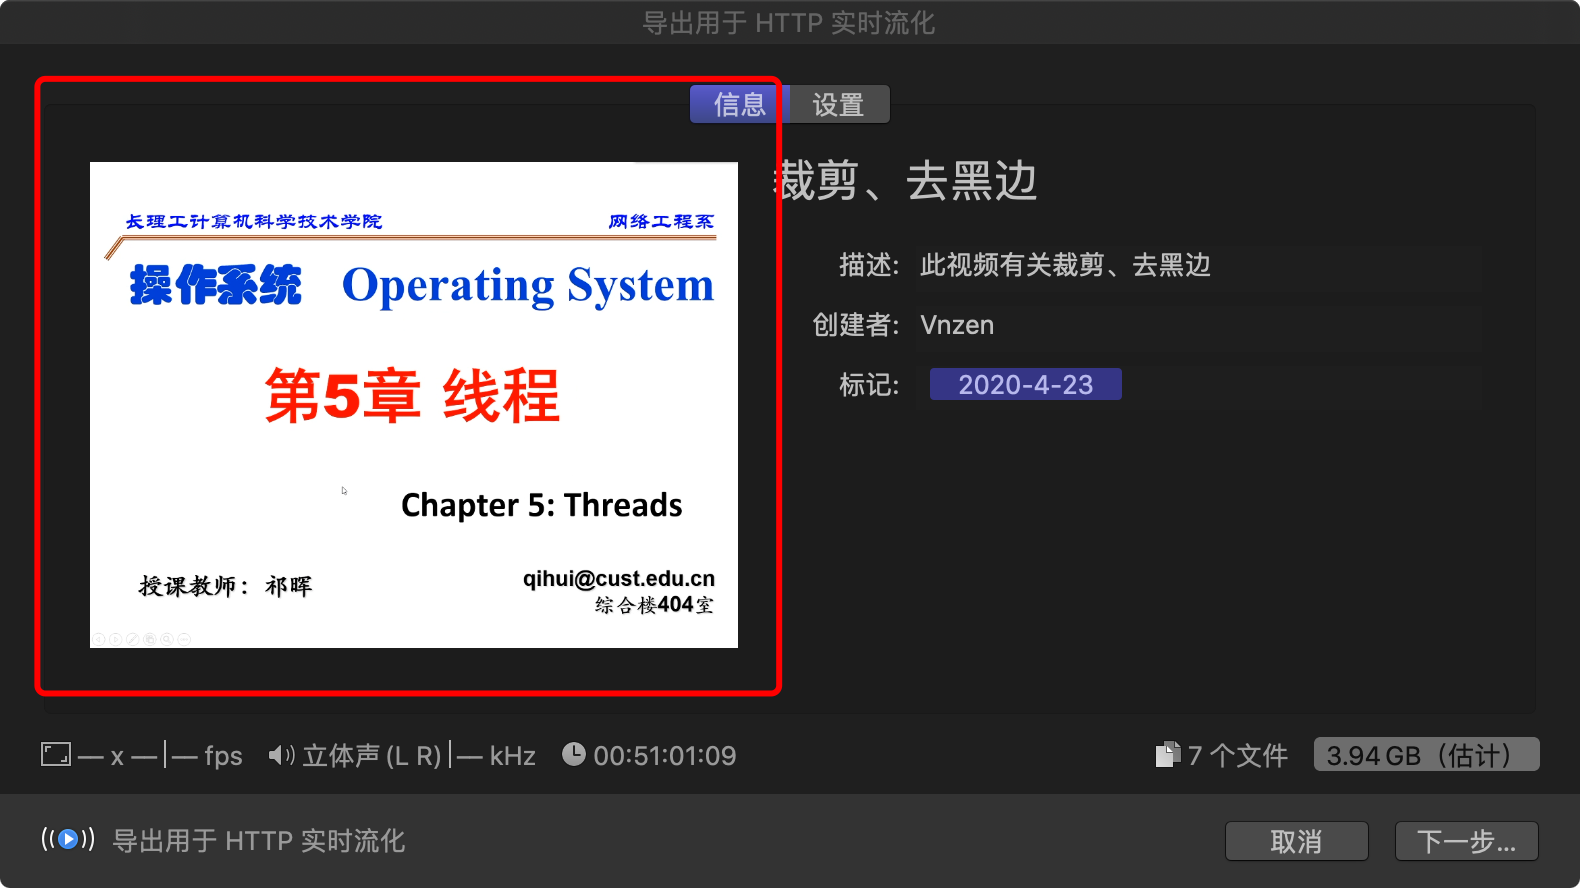 导出用于 HTTP 实时流化
信息 设置
长理工计算机科学技术学院 网络工程系
操作系统 Operating System
第5章 线程
Chapter 5: Threads
授课教师：祁晖
qihui@cust.edu.cn
综合楼404室
裁剪、去黑边
描述: 此视频有关裁剪、去黑边
创建者: Vnzen
标记: 2020-4-23
— x — | — fps 立体声 (L R) | — kHz 00:51:01:09 7 个文件 3.94 GB（估计）
导出用于 HTTP 实时流化 取消 下一步...